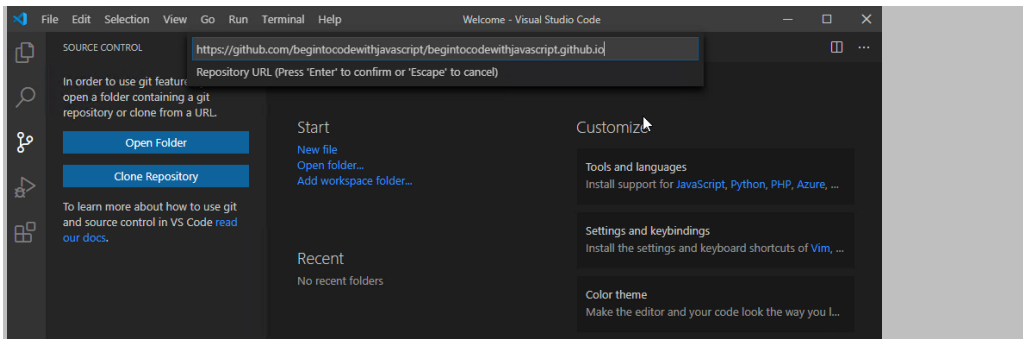 File Edit Selection View Go Run Terminal Help Welcome - Visual Studio Code
SOURCE CONTROL
https://github.com/begintocodewithjavascript/begintocodewithjavascript.github.io
Repository URL (Press 'Enter' to confirm or 'Escape' to cancel)
In order to use git feature
open a folder containing a git
repository or clone from a URL.
Open Folder
Clone Repository
To learn more about how to use git
and source control in VS Code read
our docs.
Start
New file
Open folder...
Add workspace folder...
Recent
No recent folders
Customize
Tools and languages
Install support for JavaScript, Python, PHP, Azure, ...
Settings and keybindings
Install the settings and keyboard shortcuts of Vim, ...
Color theme
Make the editor and your code look the way you l...